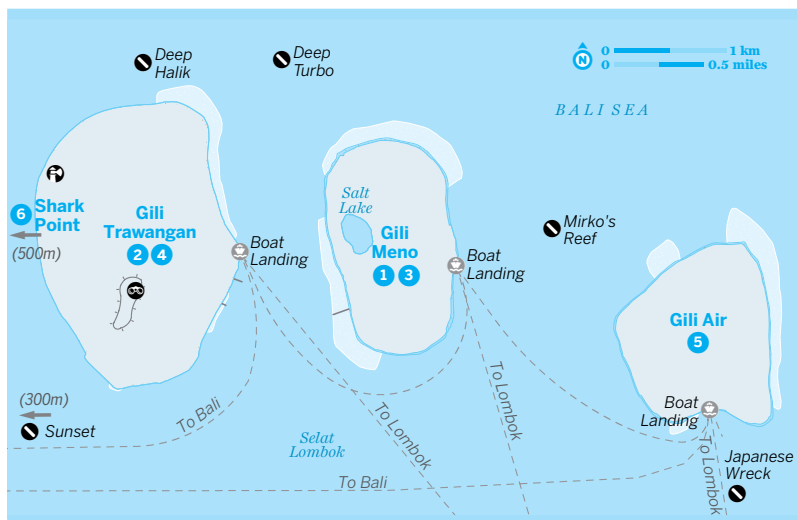 Deep
Halik
Deep
Turbo
N
0 1 km
0 0.5 miles
BALI SEA
6 Shark
Point
(500m)
Gili
Trawangan
2 4
Boat
Landing
Salt
Lake
Gili
Meno
1 3
Boat
Landing
Mirko's
Reef
Gili Air
5
Boat
Landing
(300m)
Sunset
To Bali
Selat
Lombok
To Lombok
To Lombok
To Bali
To Lombok
Japanese
Wreck